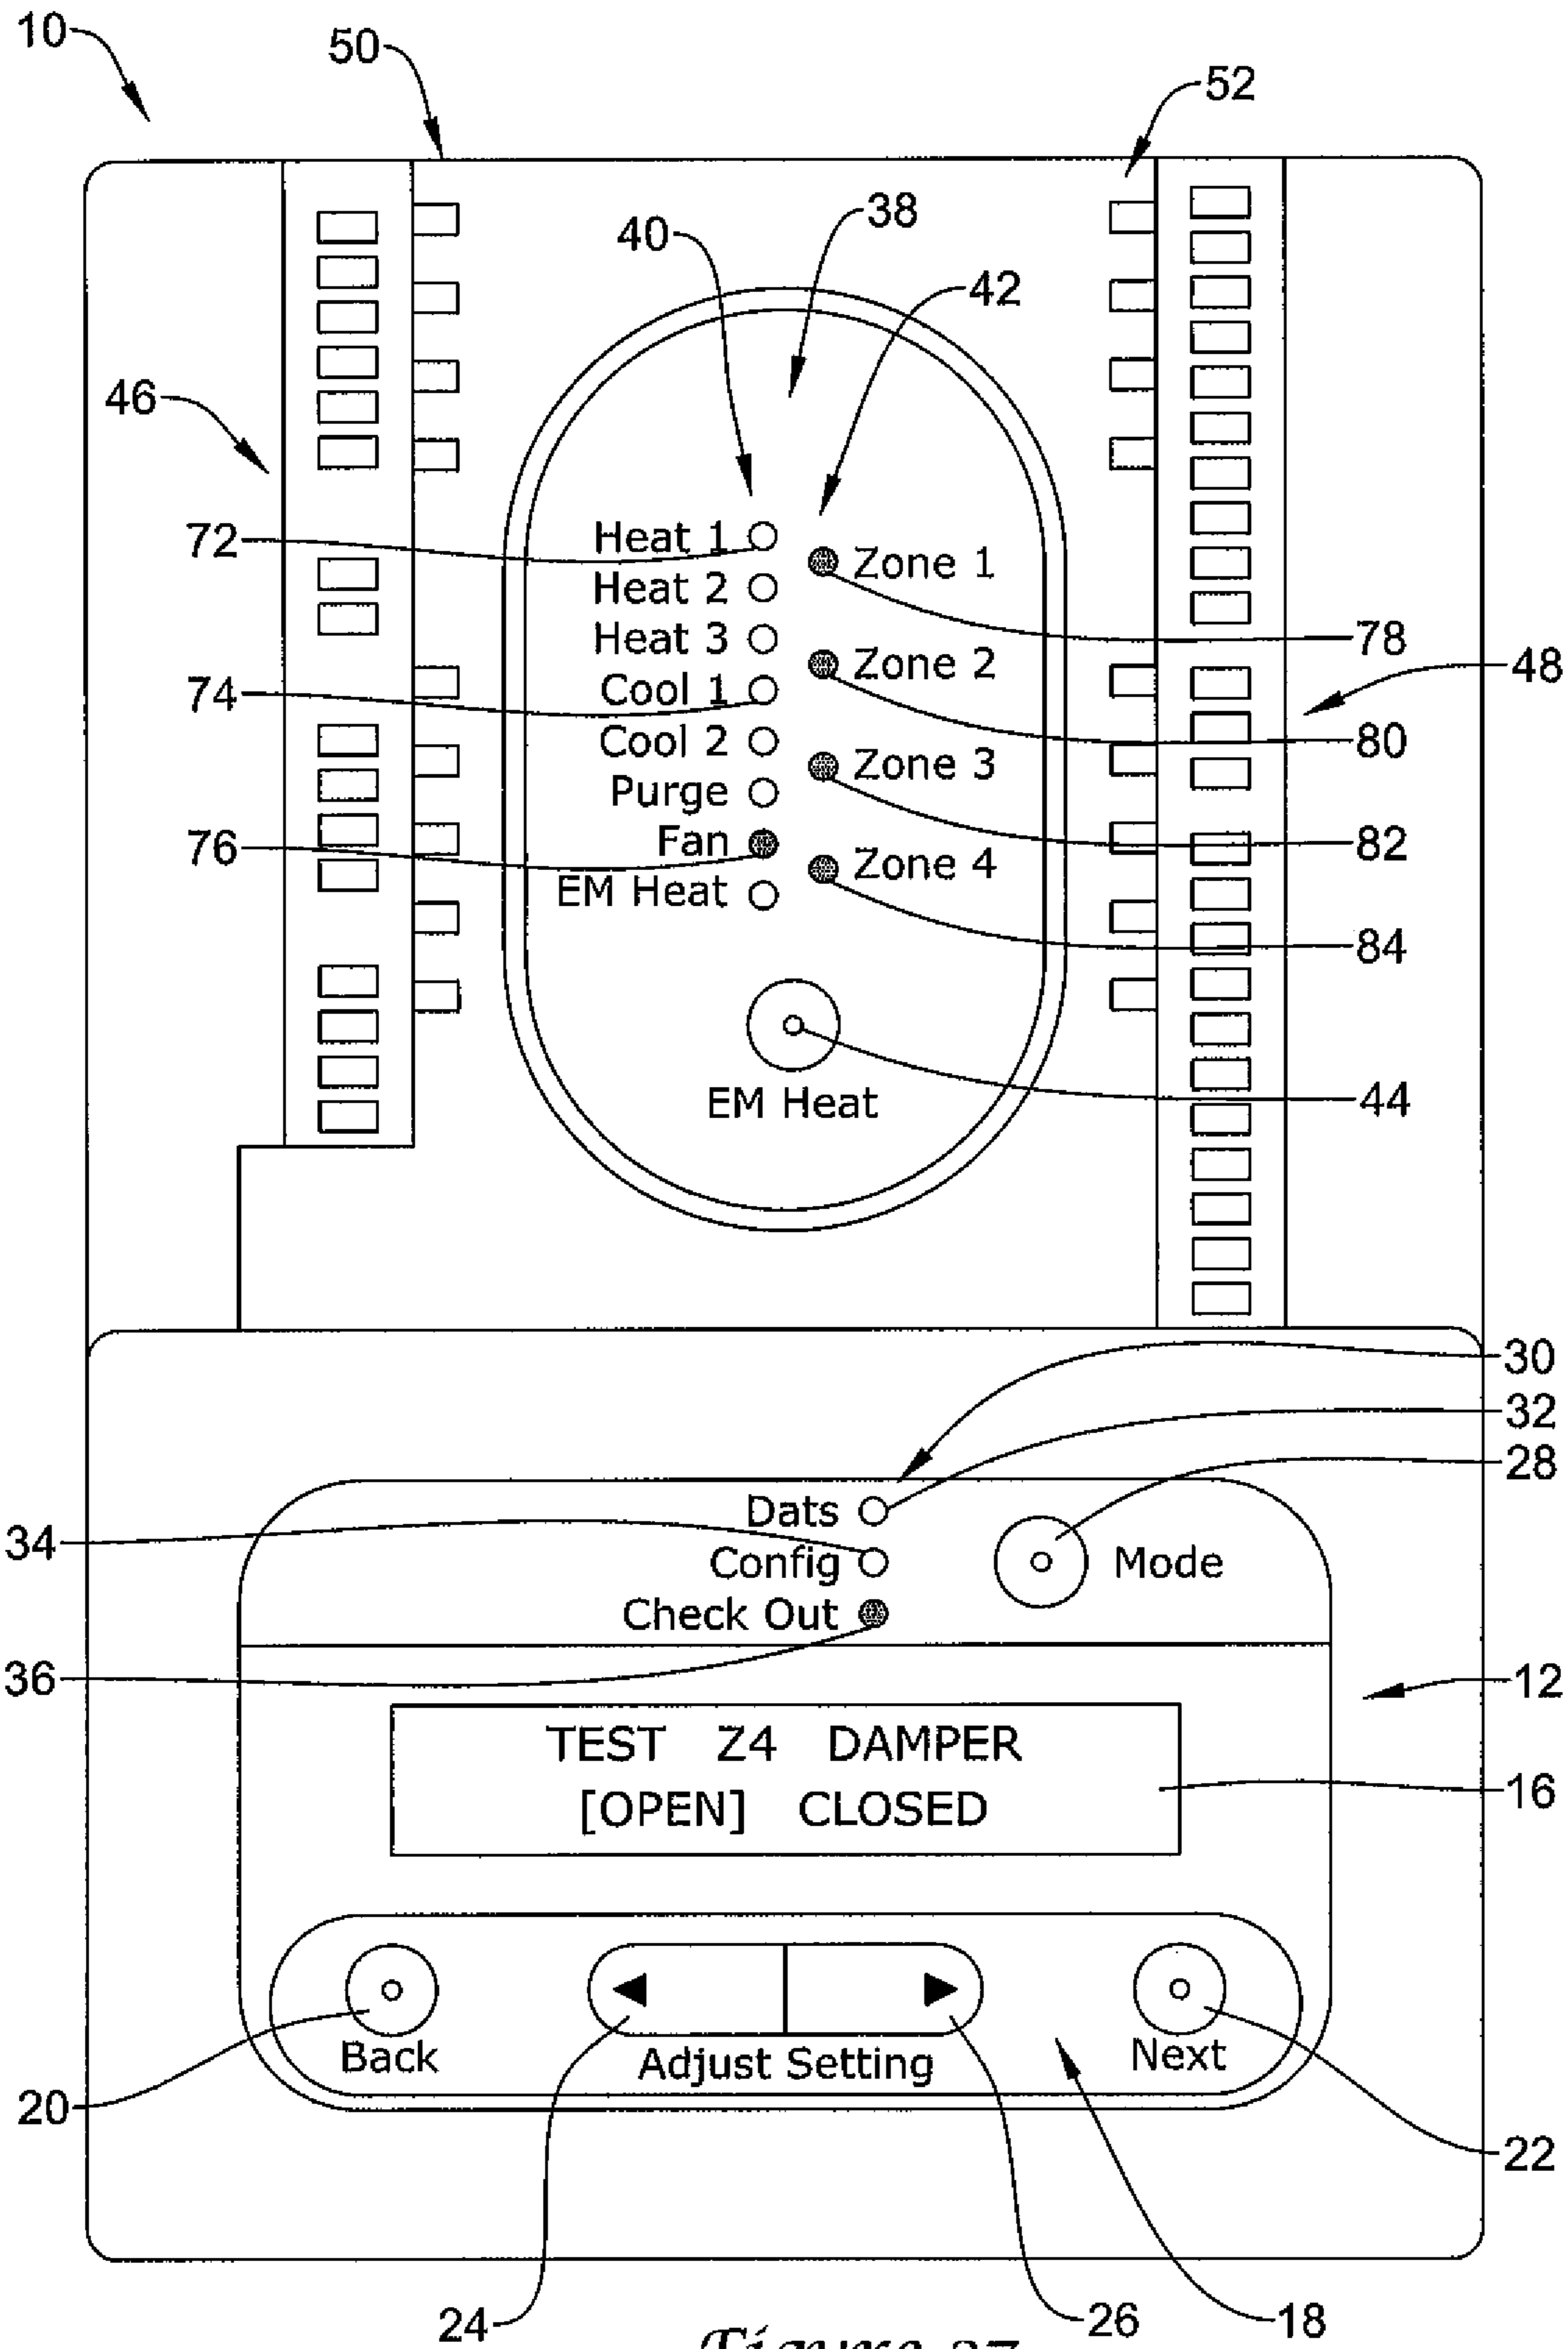 10
50
52
38
40
42
46
72
Heat 1
Zone 1
Heat 2
78
Heat 3
Zone 2
48
74
Cool 1
80
Cool 2
Zone 3
Purge
82
76
Fan
Zone 4
EM Heat
84
44
EM Heat
30
32
28
Dats
34
Config
Mode
Check Out
36
12
TEST Z4 DAMPER
16
[OPEN] CLOSED
Back
Adjust Setting
Next
20
22
24
26
18